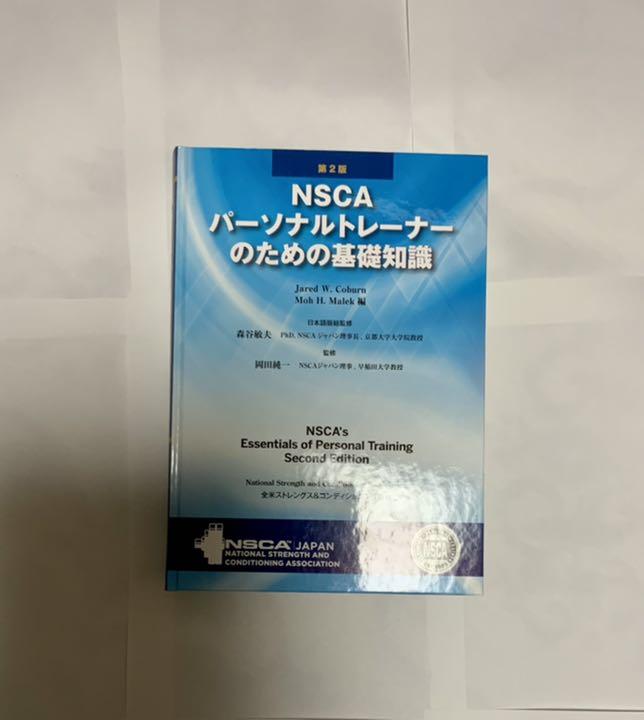 第2版
NSCA
パーソナルトレーナー
のための基礎知識
Jared W. Coburn
Moh H. Malek 編
日本語版総監修
森谷敏夫 PhD, NSCAジャパン理事長、京都大学大学院教授
監修
岡田純一 NSCAジャパン理事、早稲田大学教授
NSCA's
Essentials of Personal Training
Second Edition
National Strength and
全米ストレングス&コンディショ
NSCA™ JAPAN
NATIONAL STRENGTH AND
CONDITIONING ASSOCIATION
NSCA